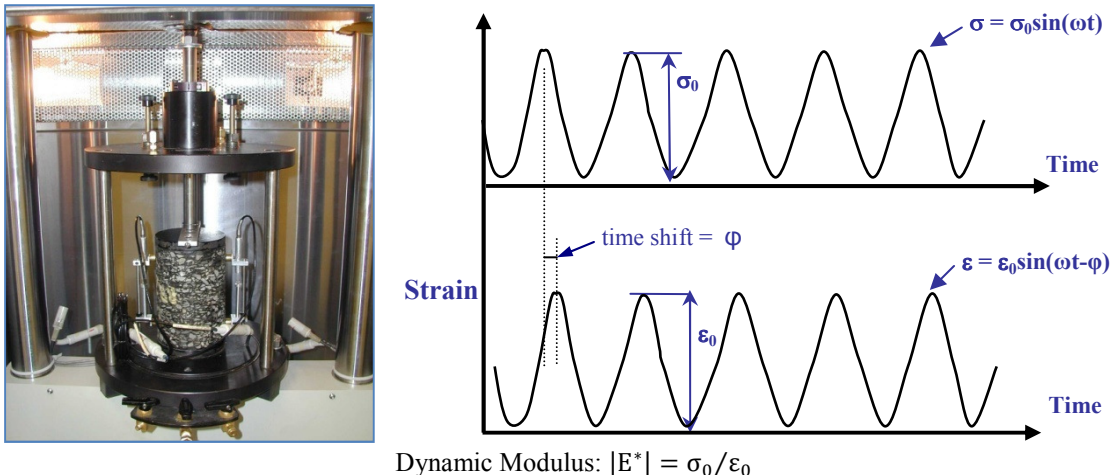 σ = σ₀sin(ωt)
σ₀
Time
time shift = φ
ε = ε₀sin(ωt-φ)
Strain
ε₀
Time
Dynamic Modulus: |E*| = σ₀/ε₀